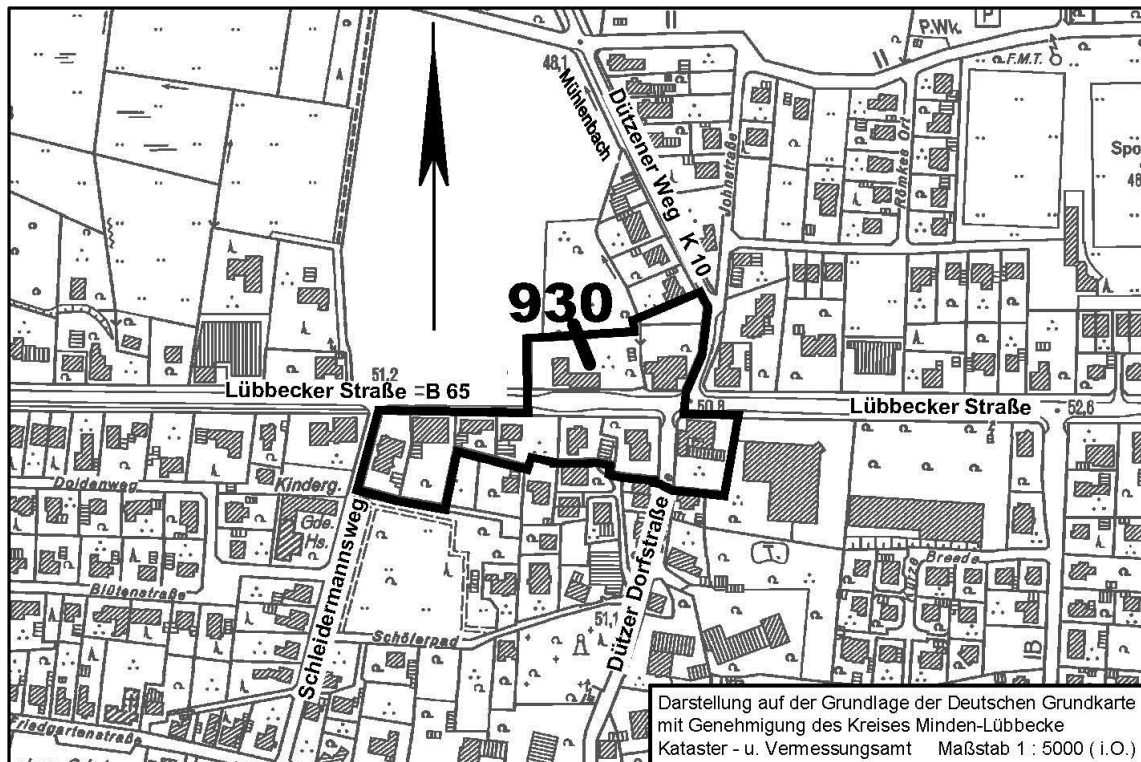 P
P.Wk.
F.M.T.
48,1
Mühlenbach
Dützener Weg K 10
Johnstraße
Römkes Ort
Spo
48
930
51,2
Lübbecker Straße B 65
50,8
Lübbecker Straße
52,6
Doldenweg
Kinderg.
Gde.
Hs.
Blütenstraße
Schleidermannsweg
Schölerpad
51,1
Dützer Dorfstraße
T.
Kurze Breede
Friedgartenstraße
Darstellung auf der Grundlage der Deutschen Grundkarte
mit Genehmigung des Kreises Minden-Lübbecke
Kataster - u. Vermessungsamt Maßstab 1 : 5000 ( i.O.)